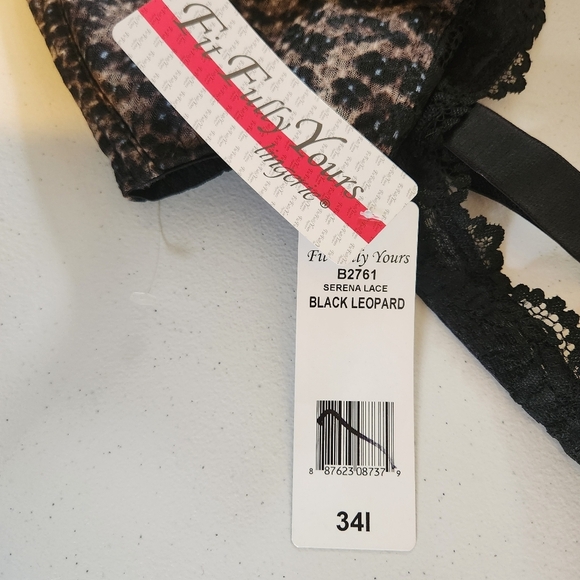 Fit Fully Yours
lingerie®
Yours
B2761
SERENA LACE
BLACK LEOPARD
8 87623 08737 9
34I